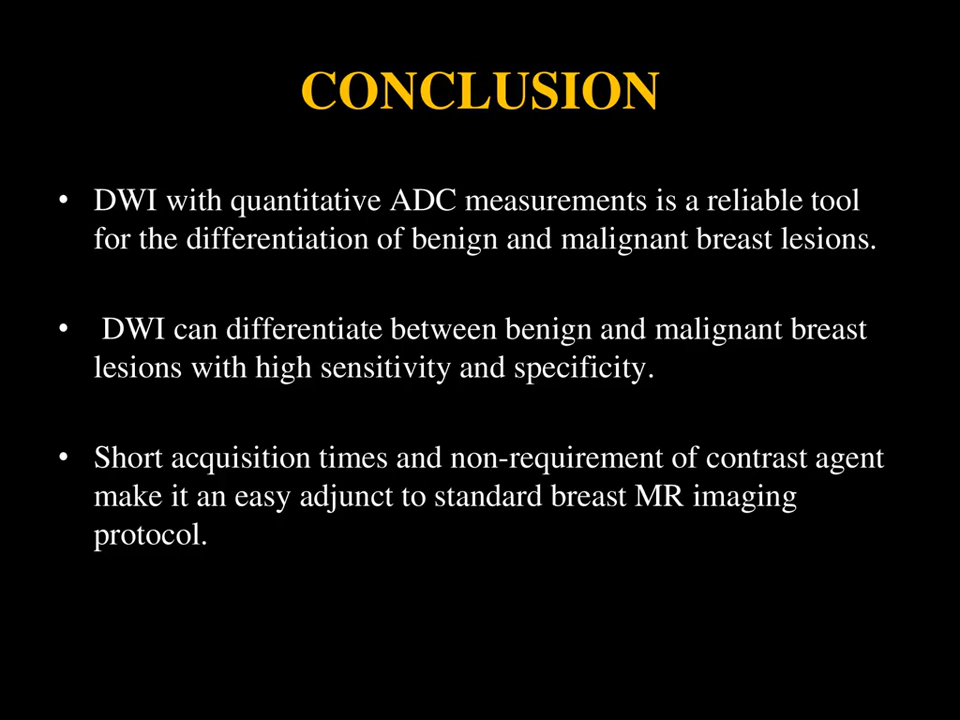 CONCLUSION
• DWI with quantitative ADC measurements is a reliable tool
for the differentiation of benign and malignant breast lesions.
• DWI can differentiate between benign and malignant breast
lesions with high sensitivity and specificity.
• Short acquisition times and non-requirement of contrast agent
make it an easy adjunct to standard breast MR imaging
protocol.